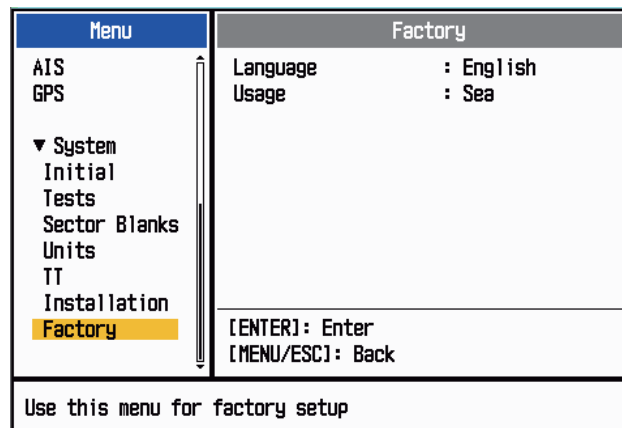 Menu
AIS
GPS
▼ System
Initial
Tests
Sector Blanks
Units
TT
Installation
Factory
Factory
Language : English
Usage : Sea
[ENTER]: Enter
[MENU/ESC]: Back
Use this menu for factory setup